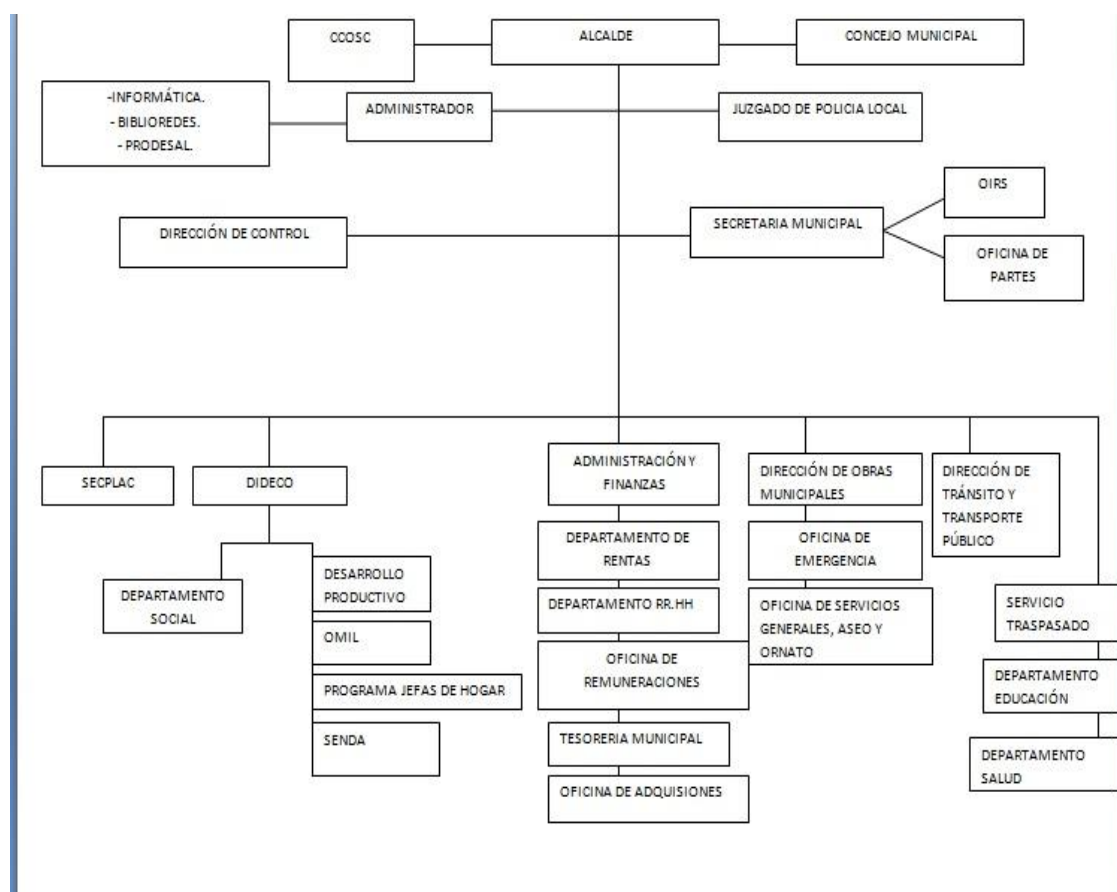 CCOSC
ALCALDE
CONCEJO MUNICIPAL
-INFORMÁTICA.
- BIBLIOREDES.
- PRODESAL.
ADMINISTRADOR
JUZGADO DE POLICIA LOCAL
OIRS
DIRECCIÓN DE CONTROL
SECRETARIA MUNICIPAL
OFICINA DE
PARTES
SECPLAC
DIDECO
ADMINISTRACIÓN Y
FINANZAS
DIRECCIÓN DE OBRAS
MUNICIPALES
DIRECCIÓN DE
TRÁNSITO Y
TRANSPORTE
PÚBLICO
DEPARTAMENTO
SOCIAL
DESARROLLO
PRODUCTIVO
OMIL
PROGRAMA JEFAS DE HOGAR
SENDA
DEPARTAMENTO DE
RENTAS
DEPARTAMENTO RR.HH
OFICINA DE
REMUNERACIONES
TESORERIA MUNICIPAL
OFICINA DE ADQUISIONES
OFICINA DE
EMERGENCIA
OFICINA DE SERVICIOS
GENERALES, ASEO Y
ORNATO
SERVICIO
TRASPASADO
DEPARTAMENTO
EDUCACIÓN
DEPARTAMENTO
SALUD